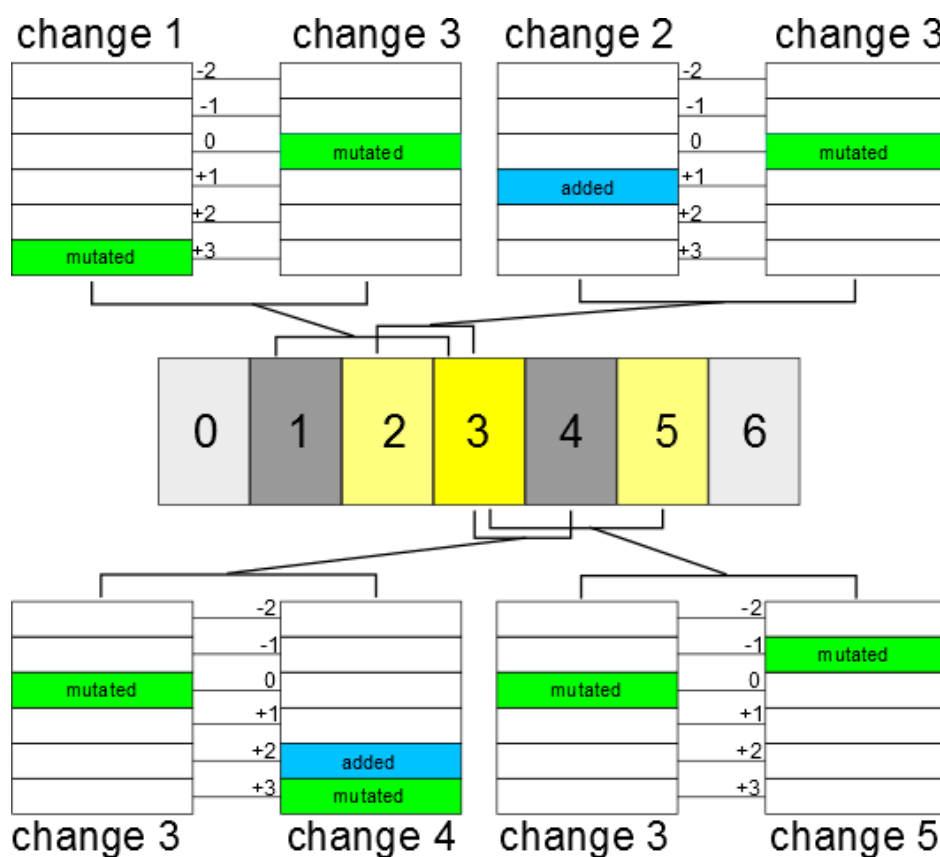 change 1 change 3 change 2 change 3
-2 -2
-1 -1
0 mutated 0 mutated
+1 added +1
+2 +2
mutated +3 +3
0 1 2 3 4 5 6
-2 -2
-1 -1 mutated
mutated 0 mutated 0
+1 +1
+2 added +2
+3 mutated +3
change 3 change 4 change 3 change 5